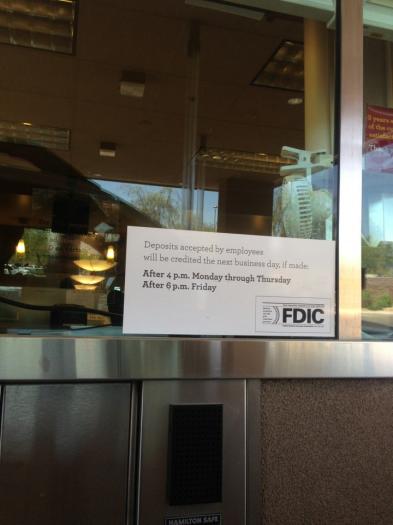 Deposits accepted by employees
will be credited the next business day, if made:
After 4 p.m. Monday through Thursday
After 6 p.m. Friday
FDIC
HAMILTON SAFE